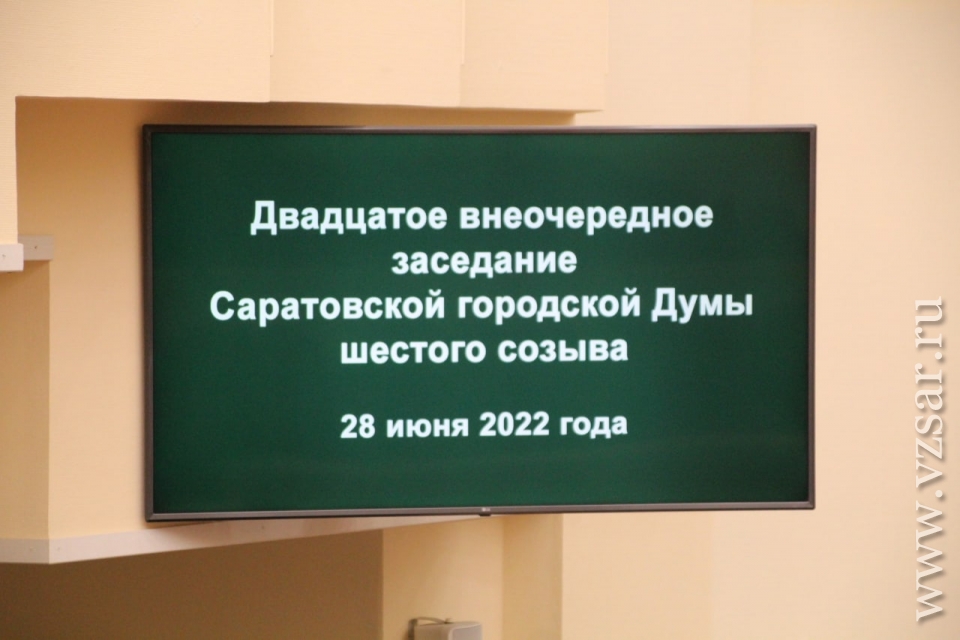 Двадцатое внеочередное
заседание
Саратовской городской Думы
шестого созыва
28 июня 2022 года
www.vzsar.ru